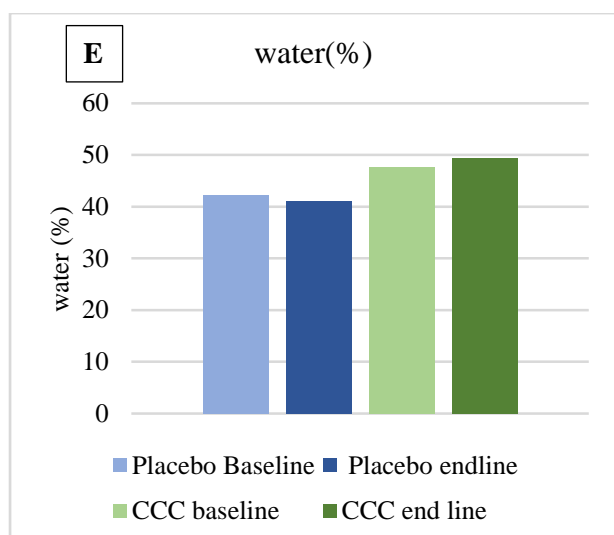 E
water(%)
60
50
40
30
20
10
0
water (%)
Placebo Baseline Placebo endline
CCC baseline CCC end line